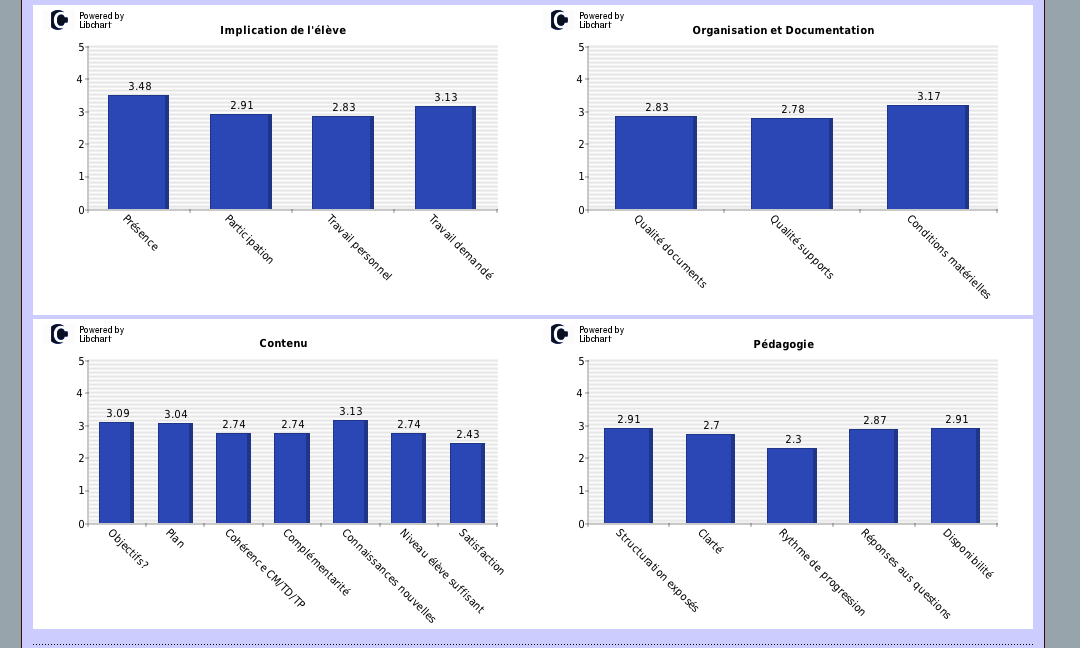 Powered by
Libchart
Implication de l'élève
5
4
3
2
1
0
3.48
2.91
2.83
3.13
Présence
Participation
Travail personnel
Travail demandé
Powered by
Libchart
Organisation et Documentation
5
4
3
2
1
0
2.83
2.78
3.17
Qualité documents
Qualité supports
Conditions matérielles
Powered by
Libchart
Contenu
5
4
3
2
1
0
3.09
3.04
2.74
2.74
3.13
2.74
2.43
Objectifs?
Plan
Cohérence CM/TD/TP
Complémentarité
Connaissances nouvelles
Niveau élève suffisant
Satisfaction
Powered by
Libchart
Pédagogie
5
4
3
2
1
0
2.91
2.7
2.3
2.87
2.91
Structuration exposés
Clarté
Rythme de progression
Réponses aus questions
Disponibilité